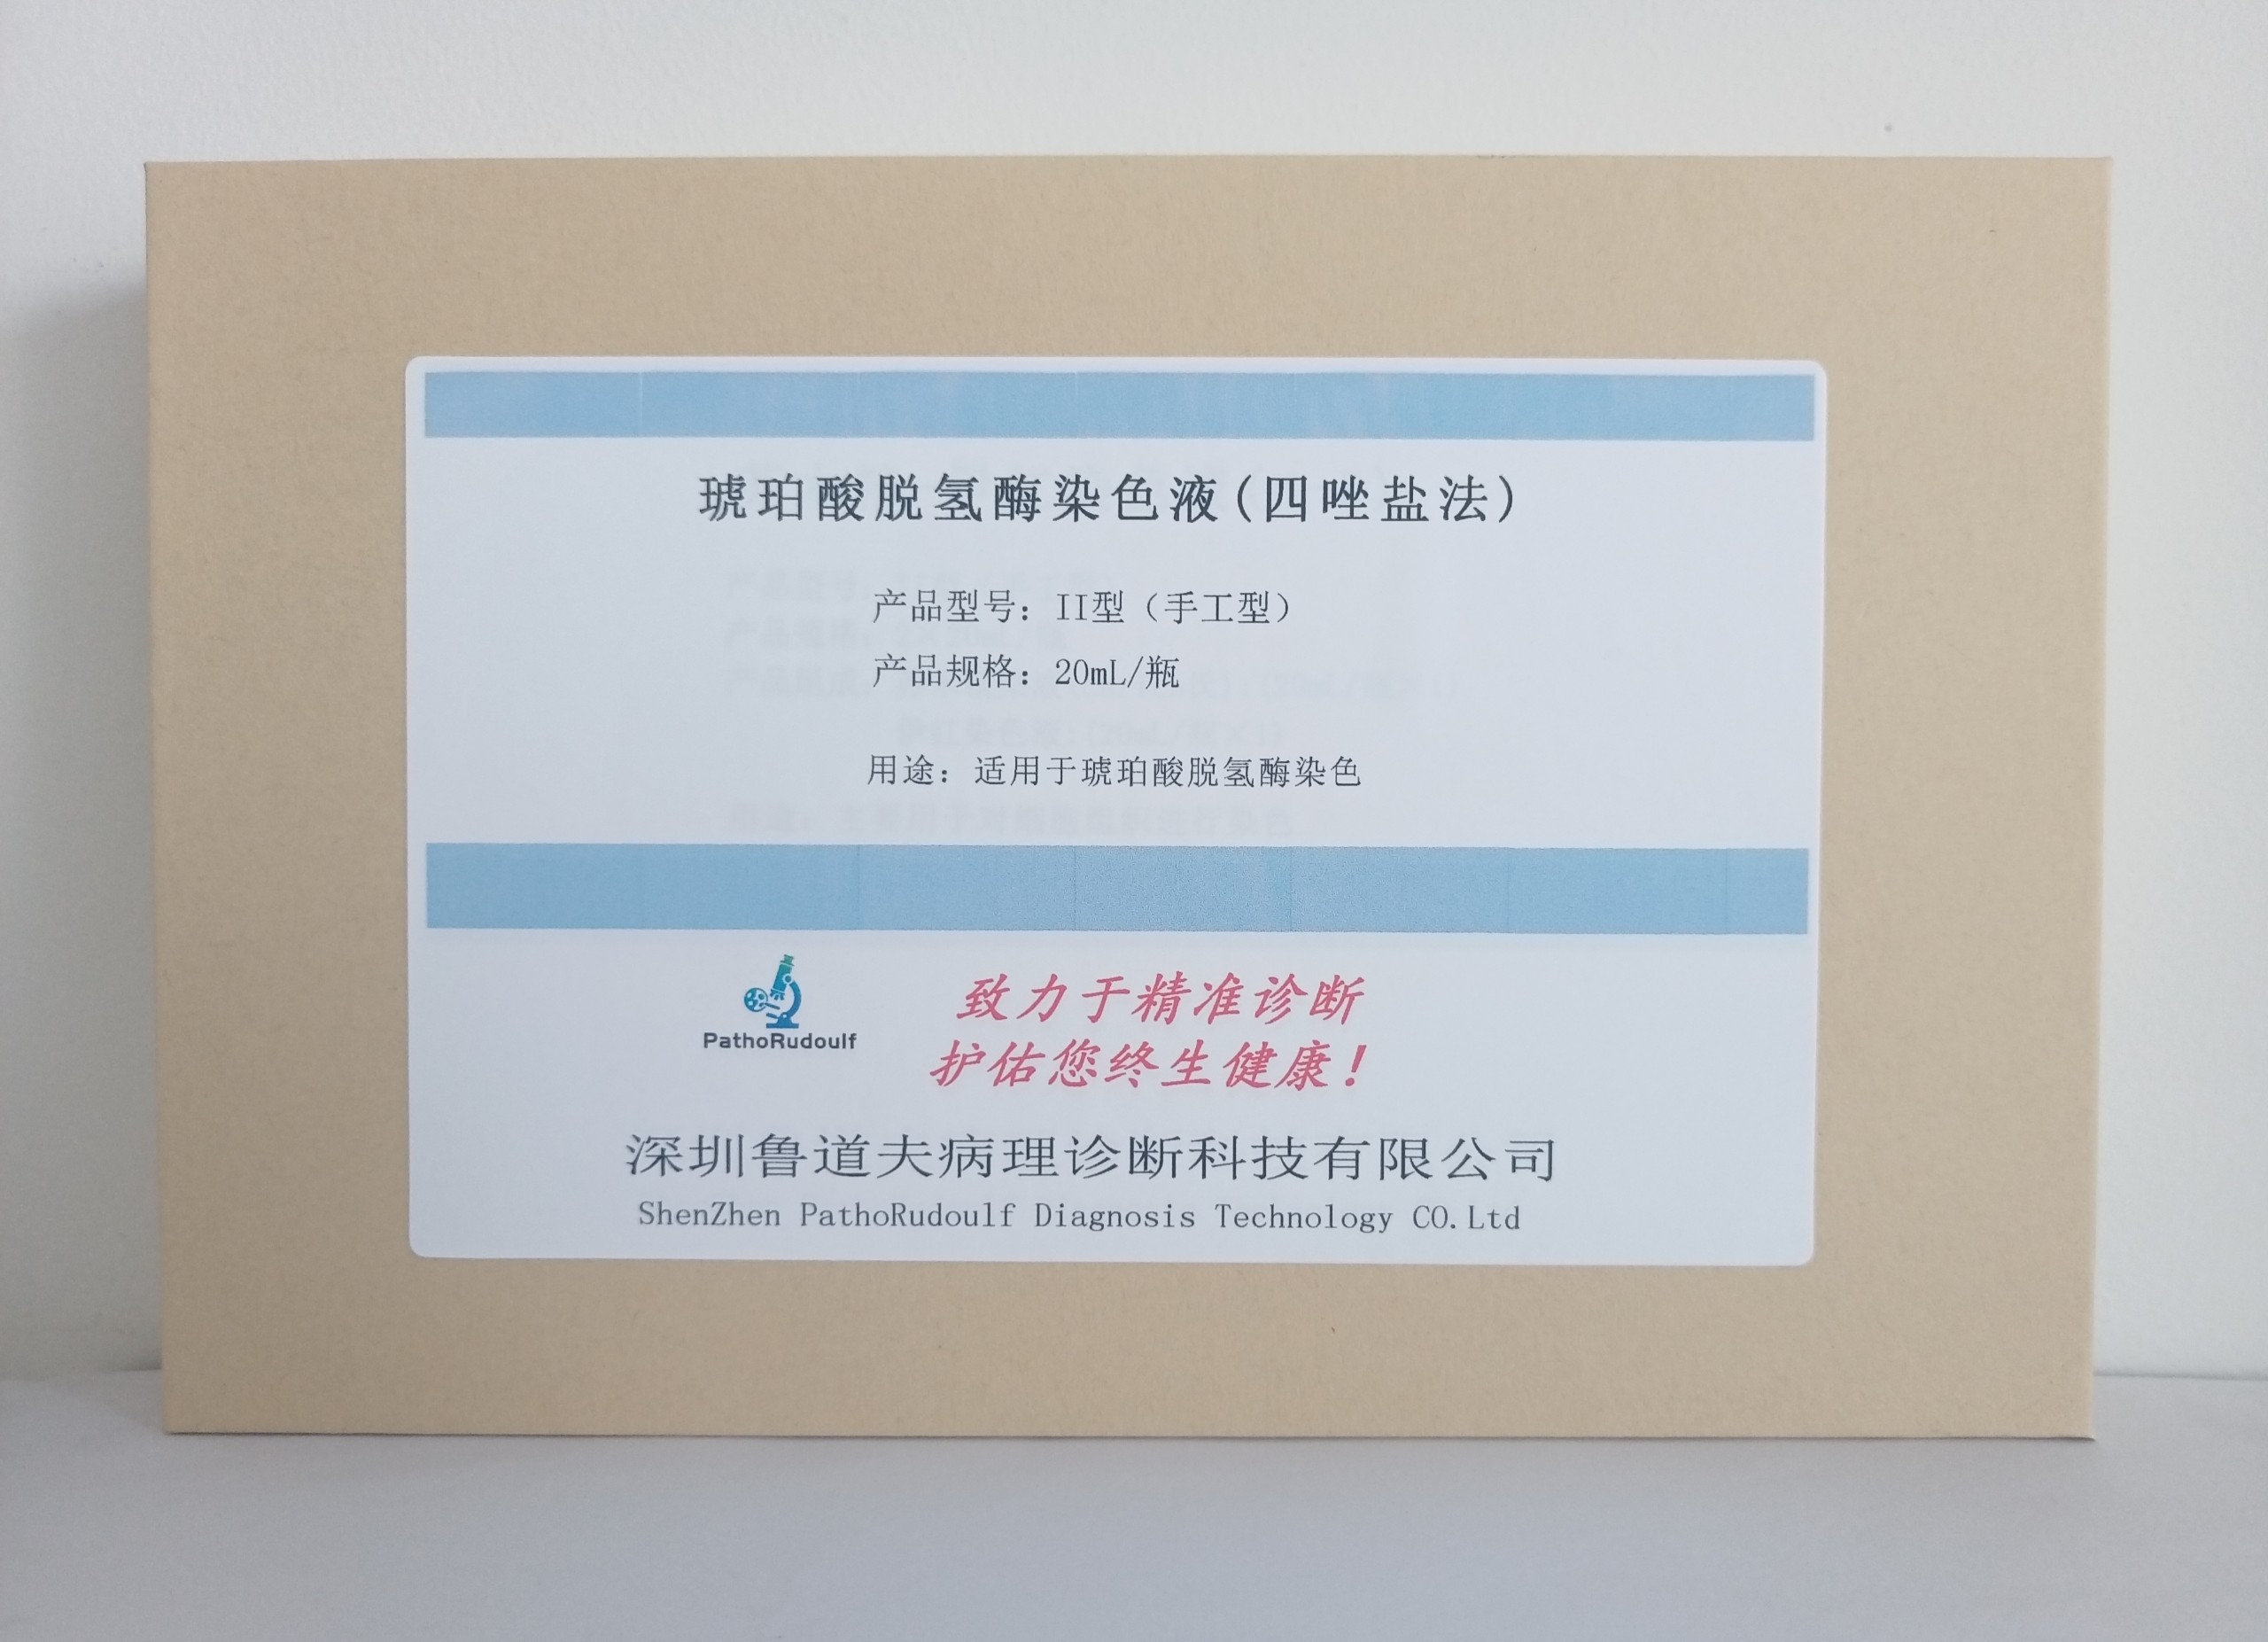 琥珀酸脱氢酶染色液(四唑盐法)
产品型号：II型（手工型）
产品规格：20mL/瓶
用途：适用于琥珀酸脱氢酶染色
PathoRudoulf
致力于精准诊断
护佑您终生健康！
深圳鲁道夫病理诊断科技有限公司
ShenZhen PathoRudoulf Diagnosis Technology CO.Ltd